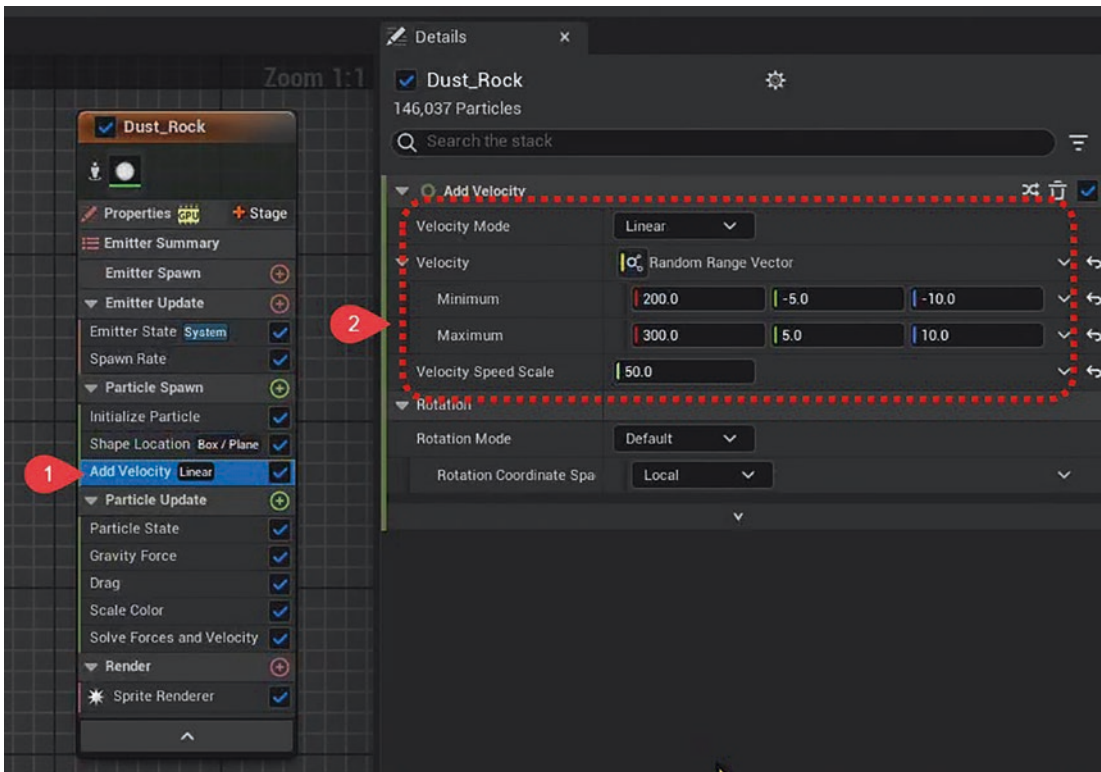 Zoom 1:1
Dust_Rock
Properties GPU + Stage
Emitter Summary
Emitter Spawn
Emitter Update
Emitter State System
Spawn Rate
Particle Spawn
Initialize Particle
Shape Location Box / Plane
1 Add Velocity Linear
Particle Update
Particle State
Gravity Force
Drag
Scale Color
Solve Forces and Velocity
Render
Sprite Renderer
Details ×
Dust_Rock
146,037 Particles
Search the stack
Add Velocity
Velocity Mode Linear
Velocity Random Range Vector
Minimum 200.0 -5.0 -10.0
2 Maximum 300.0 5.0 10.0
Velocity Speed Scale 50.0
Rotation
Rotation Mode Default
Rotation Coordinate Spa Local